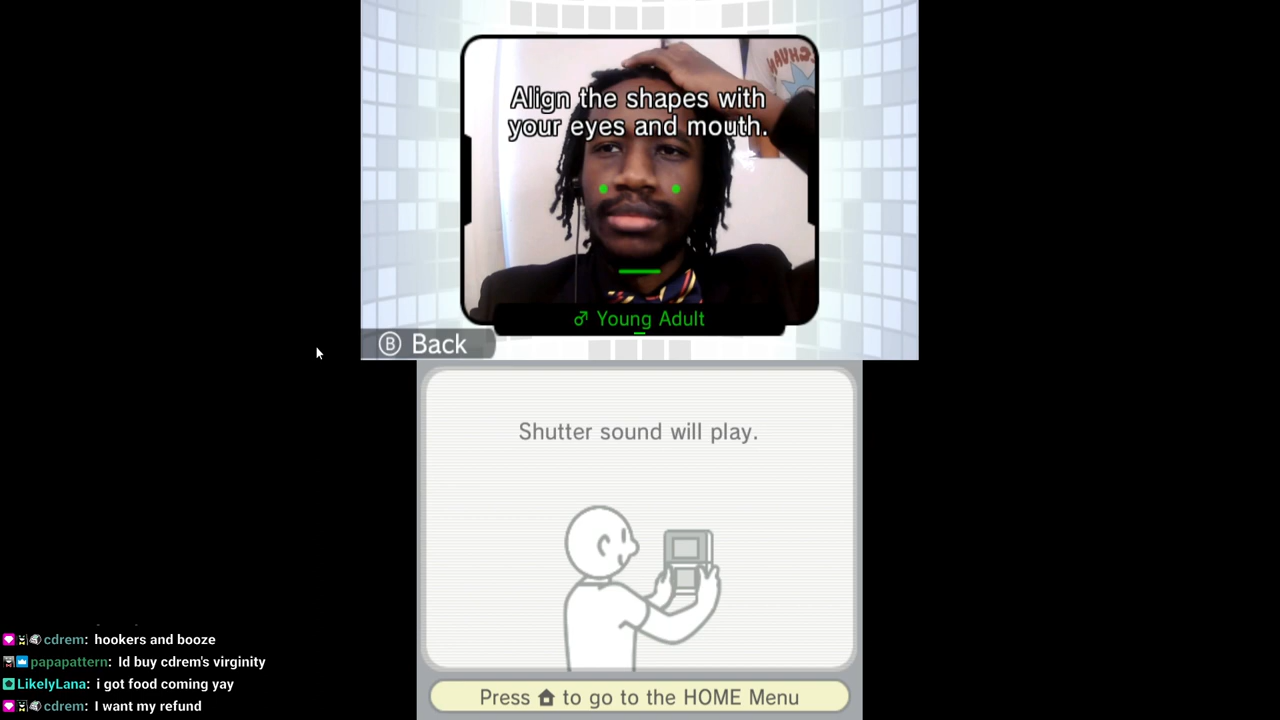 Align the shapes with
your eyes and mouth.
♂ Young Adult
Ⓑ Back
Shutter sound will play.
Press to go to the HOME Menu
cdrem: hookers and booze
papapattern: Id buy cdrem's virginity
LikelyLana: i got food coming yay
cdrem: I want my refund